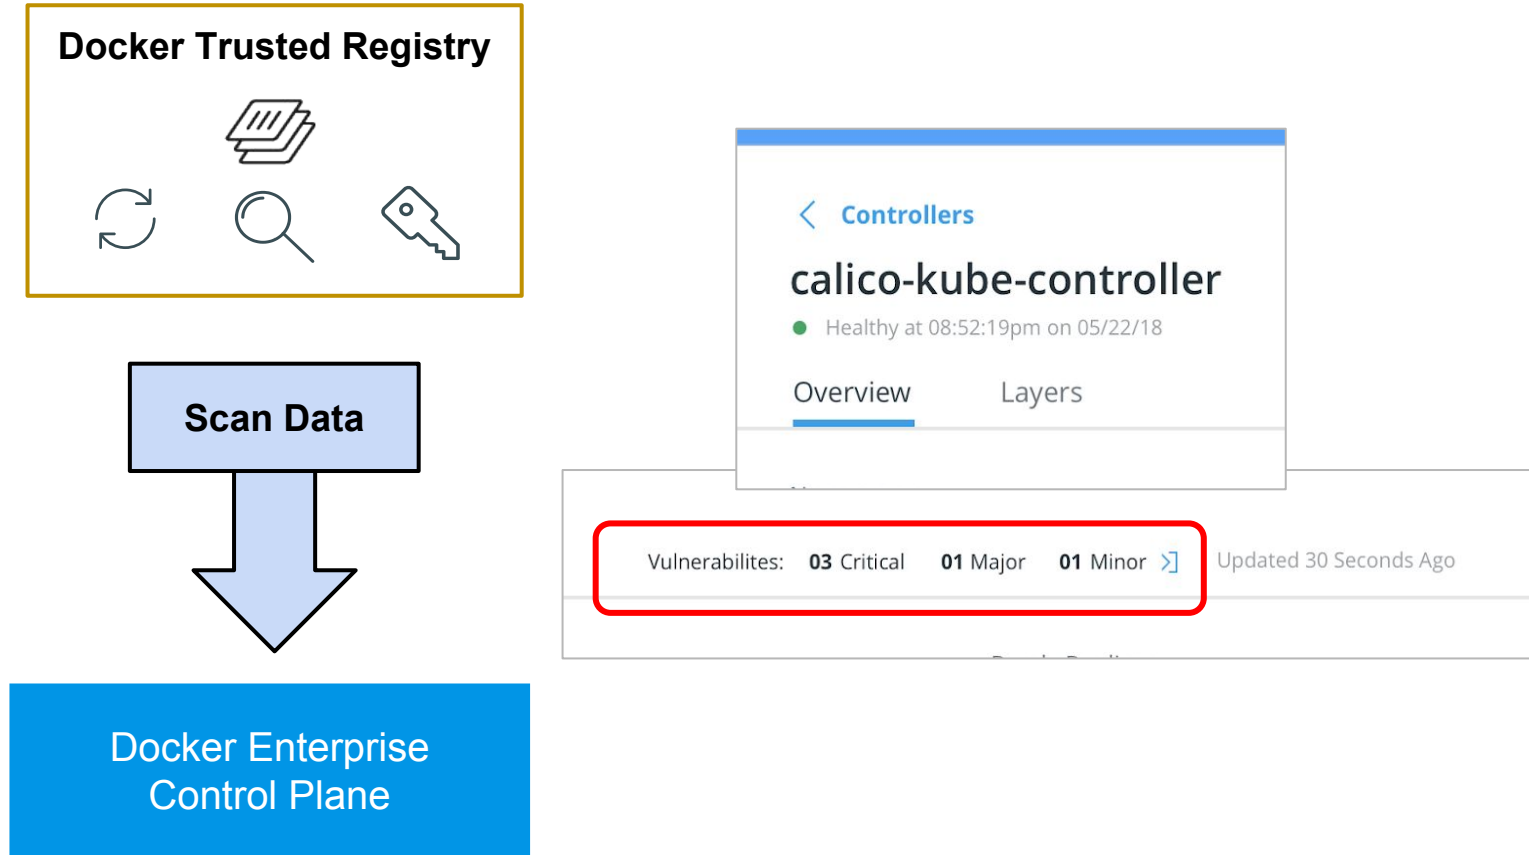 Docker Trusted Registry
Scan Data
Docker Enterprise
Control Plane
Controllers
calico-kube-controller
Healthy at 08:52:19pm on 05/22/18
Overview Layers
Vulnerabilites: 03 Critical 01 Major 01 Minor Updated 30 Seconds Ago